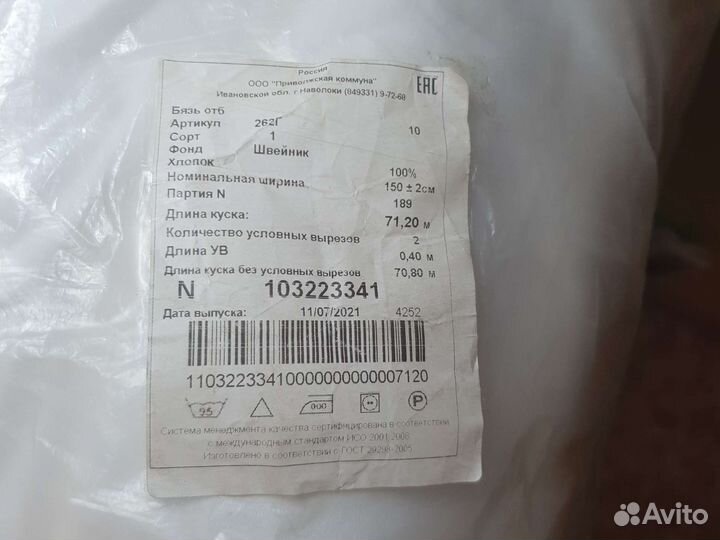 Россия
ООО "Приволжская коммуна"
Ивановской обл. г Наволоки (849331) 9-72-68
ЕАС
Бязь отб
Артикул 262Г 10
Сорт 1
Фонд Швейник
Хлопок 100%
Номинальная ширина 150 ± 2см
Партия N 189
Длина куска: 71,20 м
Количество условных вырезов 2
Длина УВ 0,40 м
Длина куска без условных вырезов 70,80 м
N 103223341
Дата выпуска: 11/07/2021 4252
11032233410000000000007120
95 P
Система менеджмента качества сертифицирована в соответствии
с международным стандартом ИСО 2001 2008
Изготовлено в соответствии с ГОСТ 29298-2005
Avito